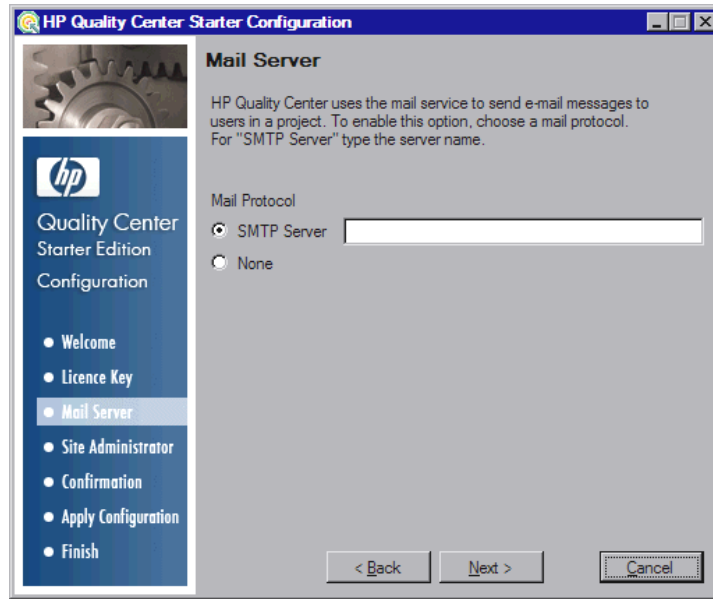 HP Quality Center Starter Configuration
Mail Server
HP Quality Center uses the mail service to send e-mail messages to
users in a project. To enable this option, choose a mail protocol.
For "SMTP Server" type the server name.
Mail Protocol
SMTP Server
None
hp
Quality Center
Starter Edition
Configuration
Welcome
Licence Key
Mail Server
Site Administrator
Confirmation
Apply Configuration
Finish
< Back
Next >
Cancel